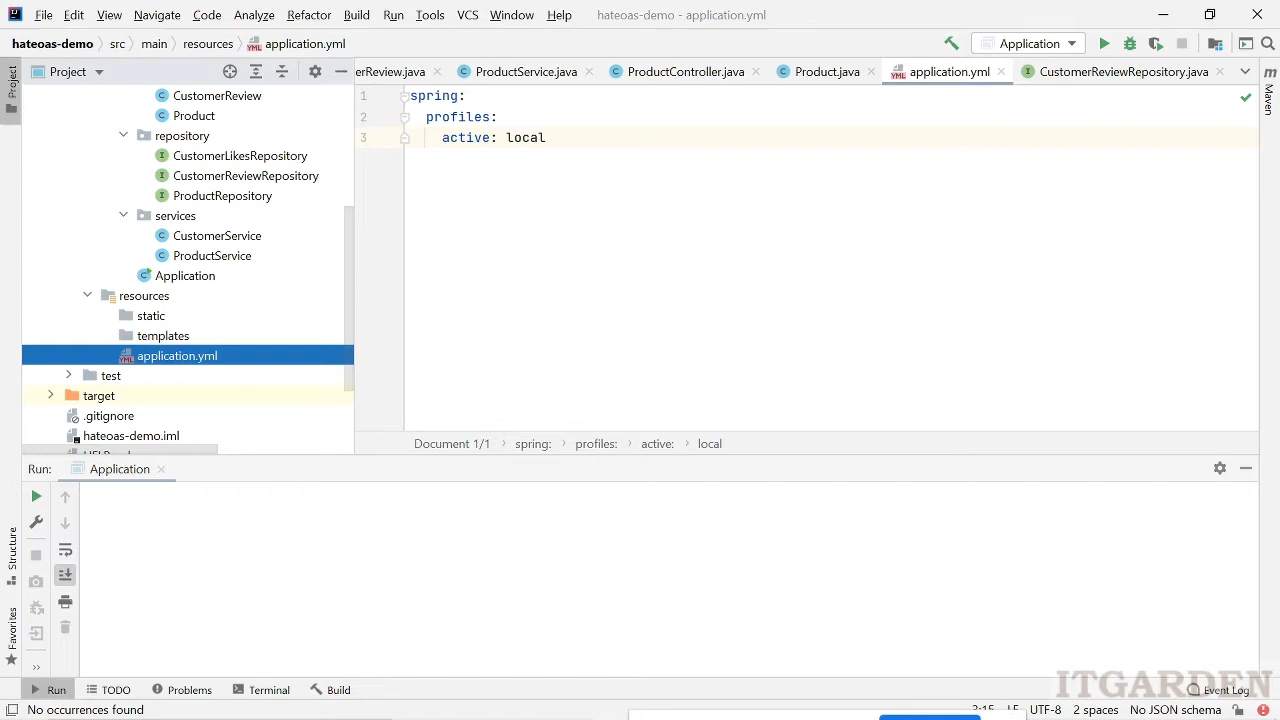 File Edit View Navigate Code Analyze Refactor Build Run Tools VCS Window Help hateoas-demo - application.yml
hateoas-demo src main resources application.yml Application
Project erReview.java ProductService.java ProductController.java Product.java application.yml CustomerReviewRepository.java
Project
Maven
CustomerReview
Product
repository
CustomerLikesRepository
CustomerReviewRepository
ProductRepository
services
CustomerService
ProductService
Application
resources
static
templates
application.yml
test
target
.gitignore
hateoas-demo.iml
1 spring:
2 profiles:
3 active: local
Document 1/1 spring: profiles: active: local
Run: Application
Structure
Favorites
Run TODO Problems Terminal Build Event Log
ITGARDEN
No occurrences found UTF-8 2 spaces No JSON schema